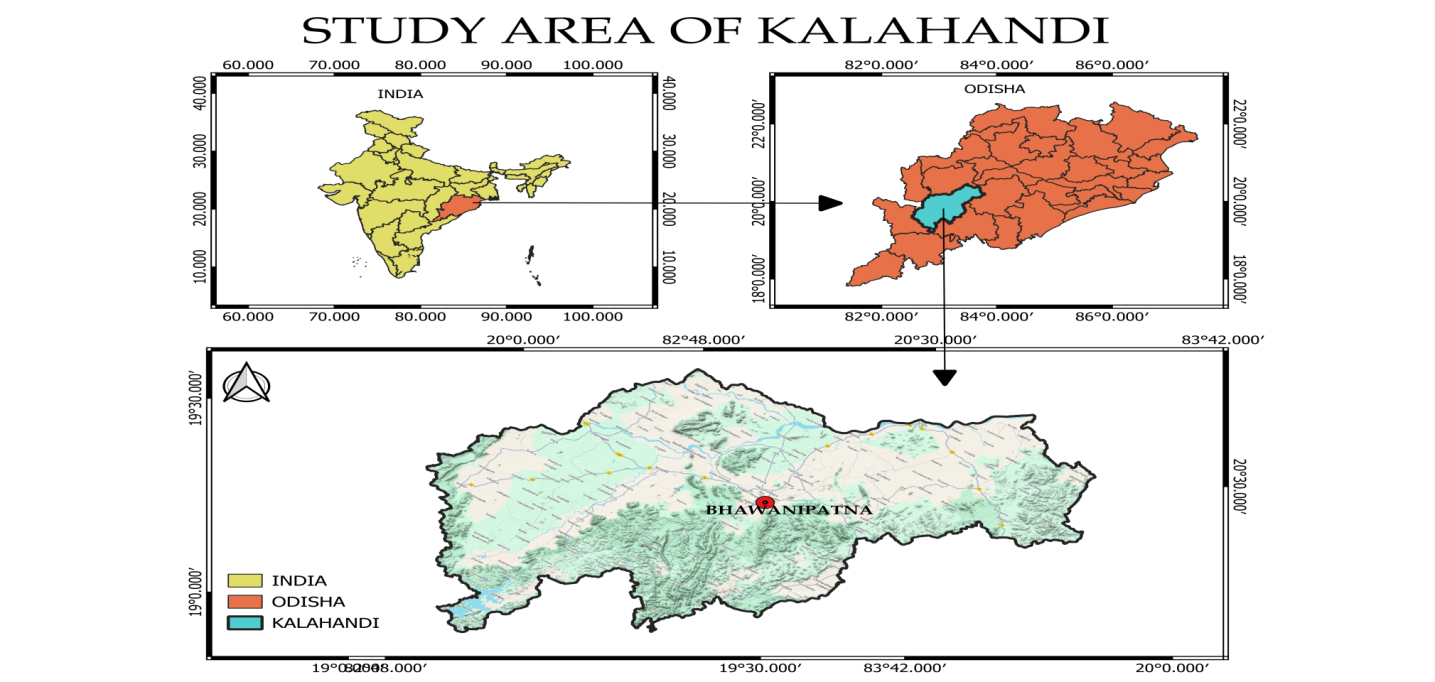 STUDY AREA OF KALAHANDI
60.000 70.000 80.000 90.000 100.000
INDIA
40.000
30.000
20.000
10.000
40.000
30.000
20.000
10.000
60.000 70.000 80.000 90.000 100.000
82°0.000′ 84°0.000′ 86°0.000′
ODISHA
22°0.000′
20°0.000′
18°0.000′
22°0.000′
20°0.000′
18°0.000′
82°0.000′ 84°0.000′ 86°0.000′
20°0.000′ 82°48.000′ 20°30.000′ 83°42.000′
19°30.000′
19°0.000′
20°30.000′
BHAWANIPATNA
INDIA
ODISHA
KALAHANDI
19°30.000′ 83°42.000′ 20°0.000′